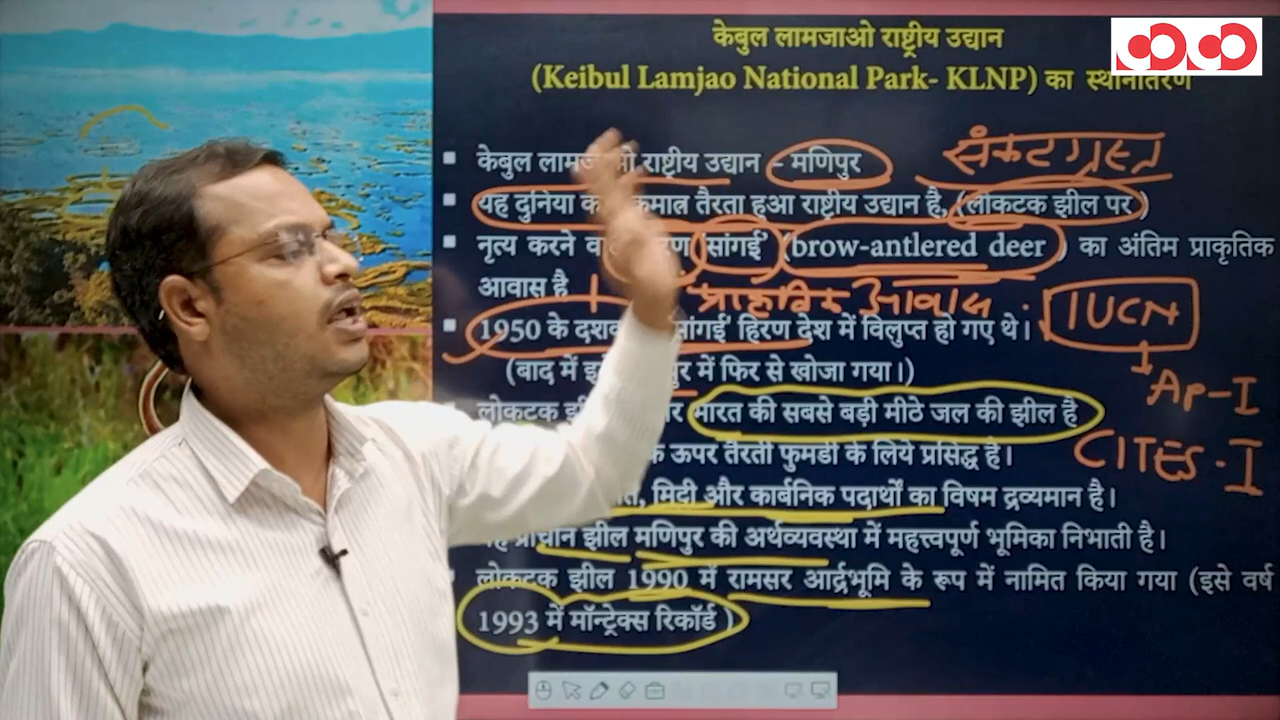 केबुल लामजाओ राष्ट्रीय उद्यान
(Keibul Lamjao National Park- KLNP) का स्थानांतरण
केबुल राष्ट्रीय उद्यान - मणिपुर संकटग्रस्त
यह दुनिया तैरता हुआ राष्ट्रीय उद्यान है, (लोकटक झील पर)
नृत्य करने 'सांगई' (brow-antlered deer ) का अंतिम प्राकृतिक
आवास है प्राकृतिक आवास . IUCN
1950 के हिरण देश में विलुप्त हो गए थे।
(बाद में में फिर से खोजा गया।) Ap-I
लोकटक भारत की सबसे बड़ी मीठे जल की झील है
CITES-I
के ऊपर तैरती फुमडी के लिये प्रसिद्ध है।
मिट्टी और कार्बनिक पदार्थों का विषम द्रव्यमान है।
प्राचीन झील मणिपुर की अर्थव्यवस्था में महत्त्वपूर्ण भूमिका निभाती है।
लोकटक झील 1990 में रामसर आर्द्रभूमि के रूप में नामित किया गया (इसे वर्ष
1993 में मॉन्ट्रेक्स रिकॉर्ड )